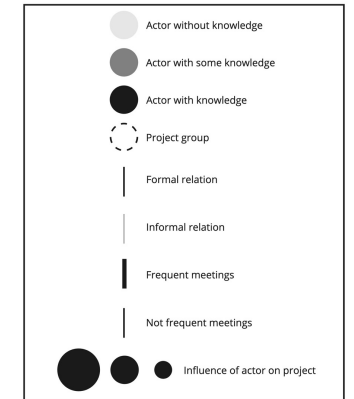 Actor without knowledge
Actor with some knowledge
Actor with knowledge
Project group
Formal relation
Informal relation
Frequent meetings
Not frequent meetings
Influence of actor on project